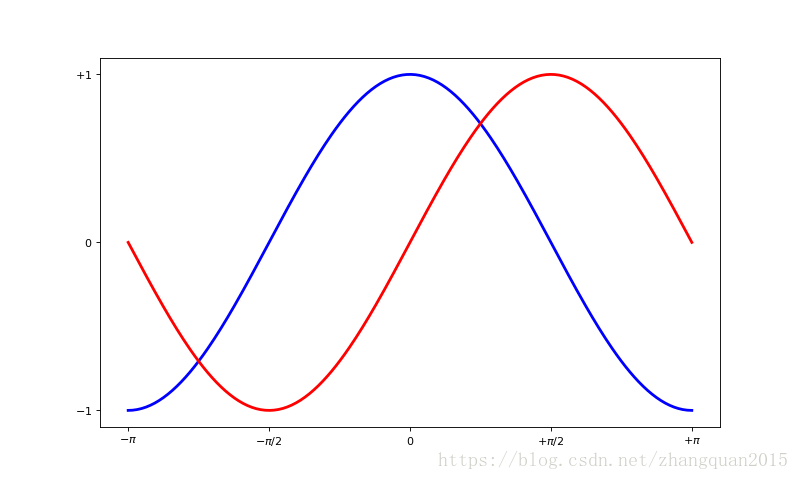 +1
0
−1
−π
−π/2
0
+π/2
+π
https://blog.csdn.net/zhangquan2015